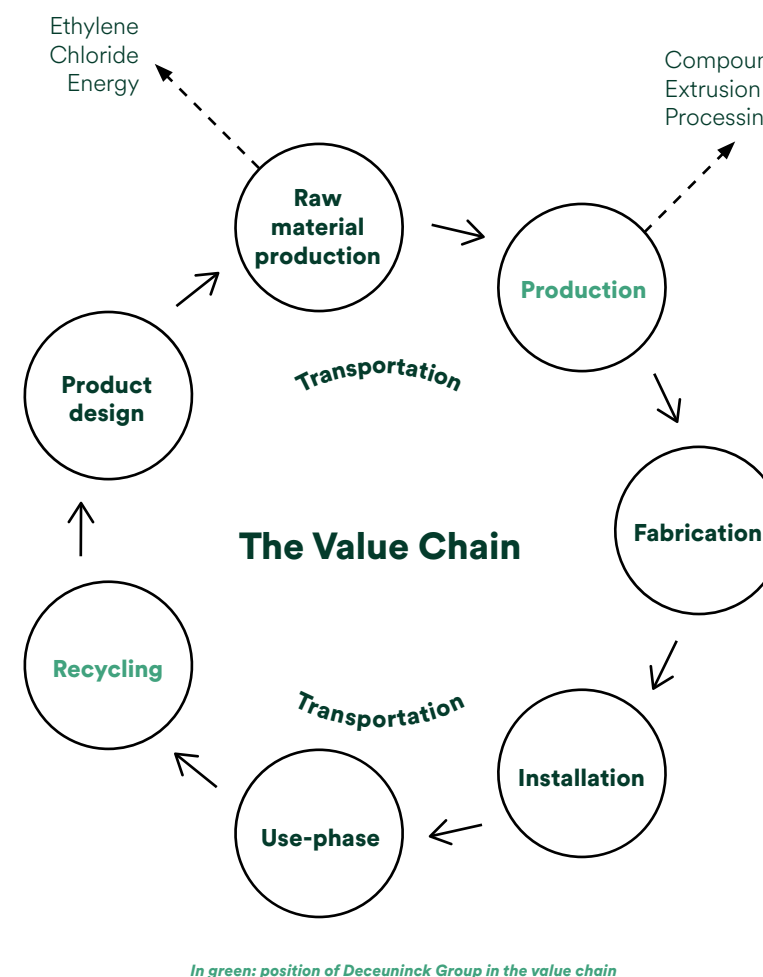 Ethylene
Chloride
Energy
Extrusion
Raw
material
production
Production
Product
design
Transportation
The Value Chain
Fabrication
Recycling
Transportation
Installation
Use-phase
In green: position of Deceuninck Group in the value chain